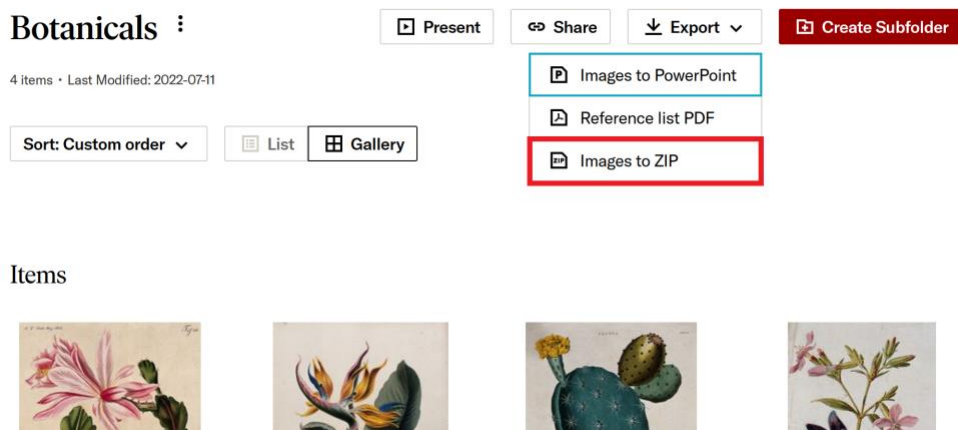 Botanicals
Present
Share
Export
Create Subfolder
4 items • Last Modified: 2022-07-11
Images to PowerPoint
Reference list PDF
ZIP Images to ZIP
Sort: Custom order
List
Gallery
Items